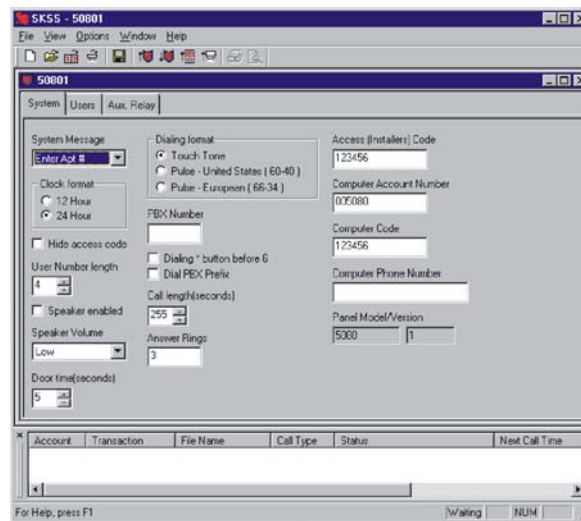 SKSS - 50801
File View Options Window Help
50801
System Users Aux. Relay
System Message
Enter Apt #
Clock format
12 Hour
24 Hour
Hide access code
User Number length
4
Speaker enabled
Speaker Volume
Low
Door time(seconds)
5
Dialing format
Touch Tone
Pulse - United States ( 60-40 )
Pulse - European ( 66-34 )
PBX Number
Dialing * button before 6
Dial PBX Prefix
Call length(seconds)
255
Answer Rings
3
Access (Installers) Code
123456
Computer Account Number
005080
Computer Code
123456
Computer Phone Number
Panel Model/Version
5080 1
Account Transaction File Name Call Type Status Next Call Time
For Help, press F1 Waiting NUM